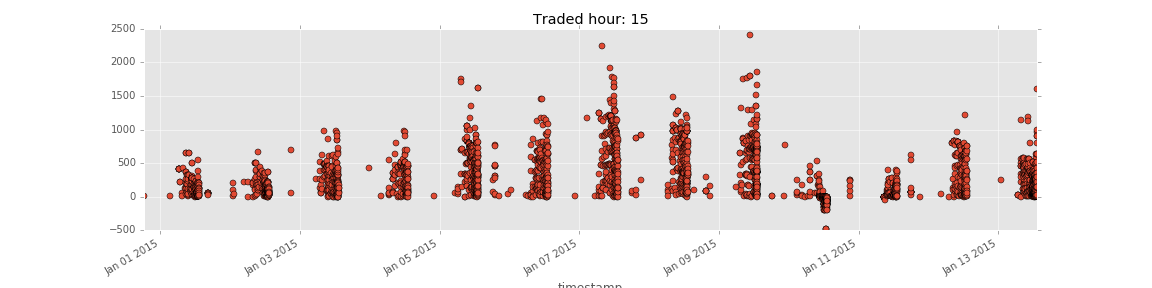 Traded hour: 15
2500
2000
1500
1000
500
0
−500
Jan 01 2015
Jan 03 2015
Jan 05 2015
Jan 07 2015
Jan 09 2015
Jan 11 2015
Jan 13 2015
timestamp